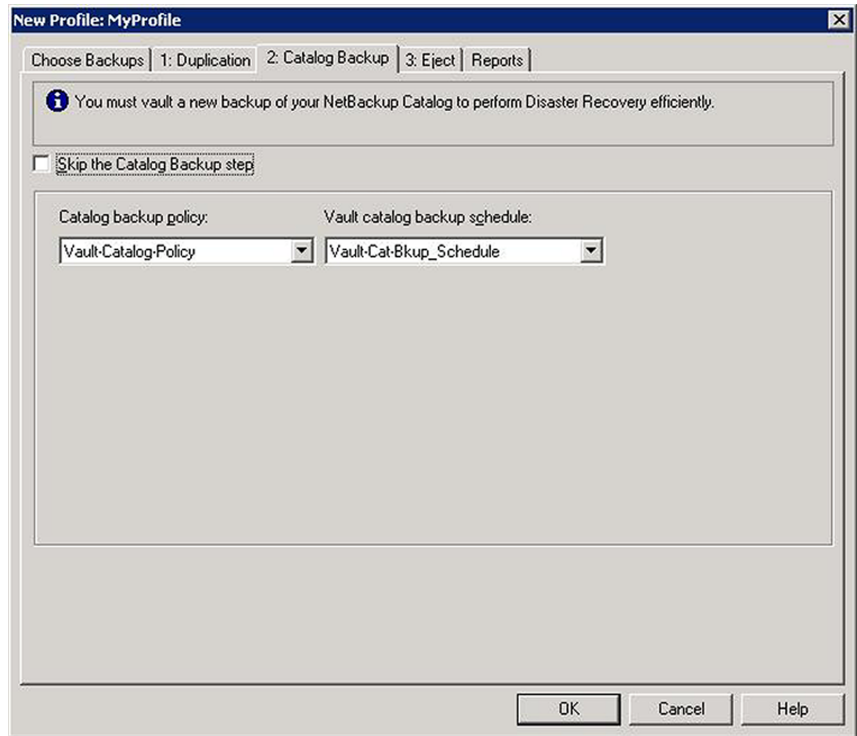 New Profile: MyProfile
Choose Backups 1: Duplication 2: Catalog Backup 3: Eject Reports
You must vault a new backup of your NetBackup Catalog to perform Disaster Recovery efficiently.
Skip the Catalog Backup step
Catalog backup policy: Vault catalog backup schedule:
Vault-Catalog-Policy Vault-Cat-Bkup_Schedule
OK Cancel Help